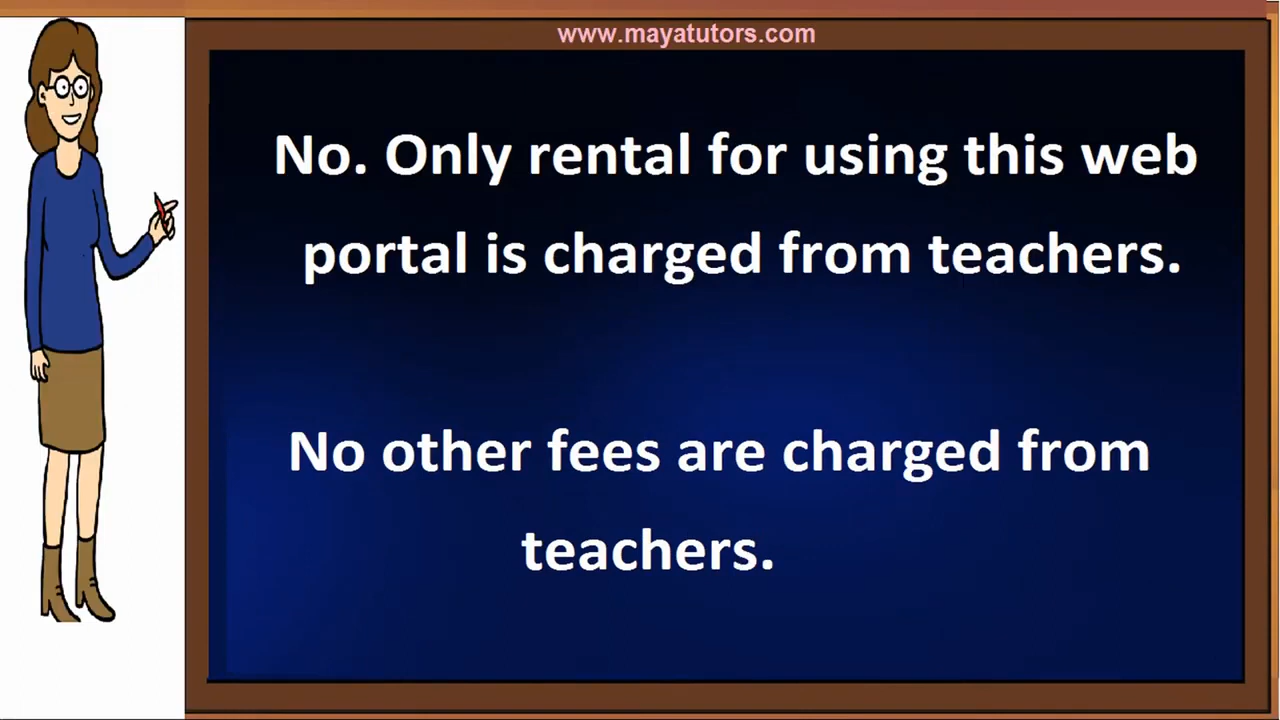 www.mayatutors.com
No. Only rental for using this web
portal is charged from teachers.
No other fees are charged from
teachers.